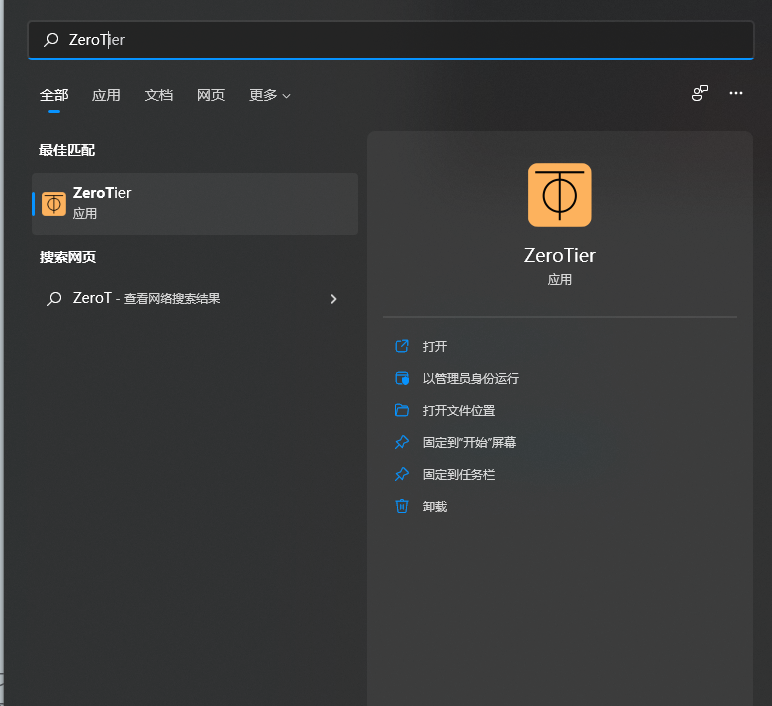 ZeroTier
全部 应用 文档 网页 更多
最佳匹配
ZeroTier
应用
搜索网页
ZeroT - 查看网络搜索结果
ZeroTier
应用
打开
以管理员身份运行
打开文件位置
固定到"开始"屏幕
固定到任务栏
卸载